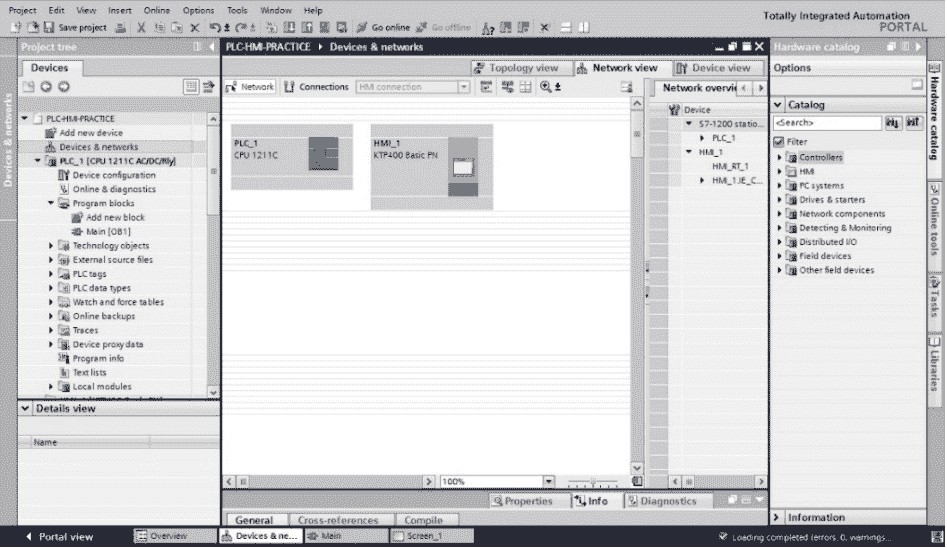 Project Edit View Insert Online Options Tools Window Help
Totally Integrated Automation
PORTAL
Save project
Go online
Go offline
Project tree
PLC-HMI-PRACTICE Devices & networks
Hardware catalog
Devices
Topology view
Network view
Device view
Options
Network
Connections
HMI connection
Network overvi
Devices & networks
PLC-HMI-PRACTICE
Add new device
Devices & networks
PLC_1 [CPU 1211C AC/DC/Rly]
Device configuration
Online & diagnostics
Program blocks
Add new block
Main [OB1]
Technology objects
External source files
PLC tags
PLC data types
Watch and force tables
Online backups
Traces
Device proxy data
Program info
Text lists
Local modules
Details view
Name
PLC_1
CPU 1211C
HMI_1
KTP400 Basic PN
Device
S7-1200 statio...
PLC_1
HMI_1
HMI_RT_1
HMI_1.IE_C...
Catalog
<Search>
Filter
Controllers
HMI
PC systems
Drives & starters
Network components
Detecting & Monitoring
Distributed I/O
Field devices
Other field devices
Hardware catalog
Online tools
Tasks
Libraries
100%
Properties
Info
Diagnostics
General
Cross-references
Compile
Information
Portal view
Overview
Devices & ne...
Main
Screen_1
Loading completed (errors: 0, warnings...